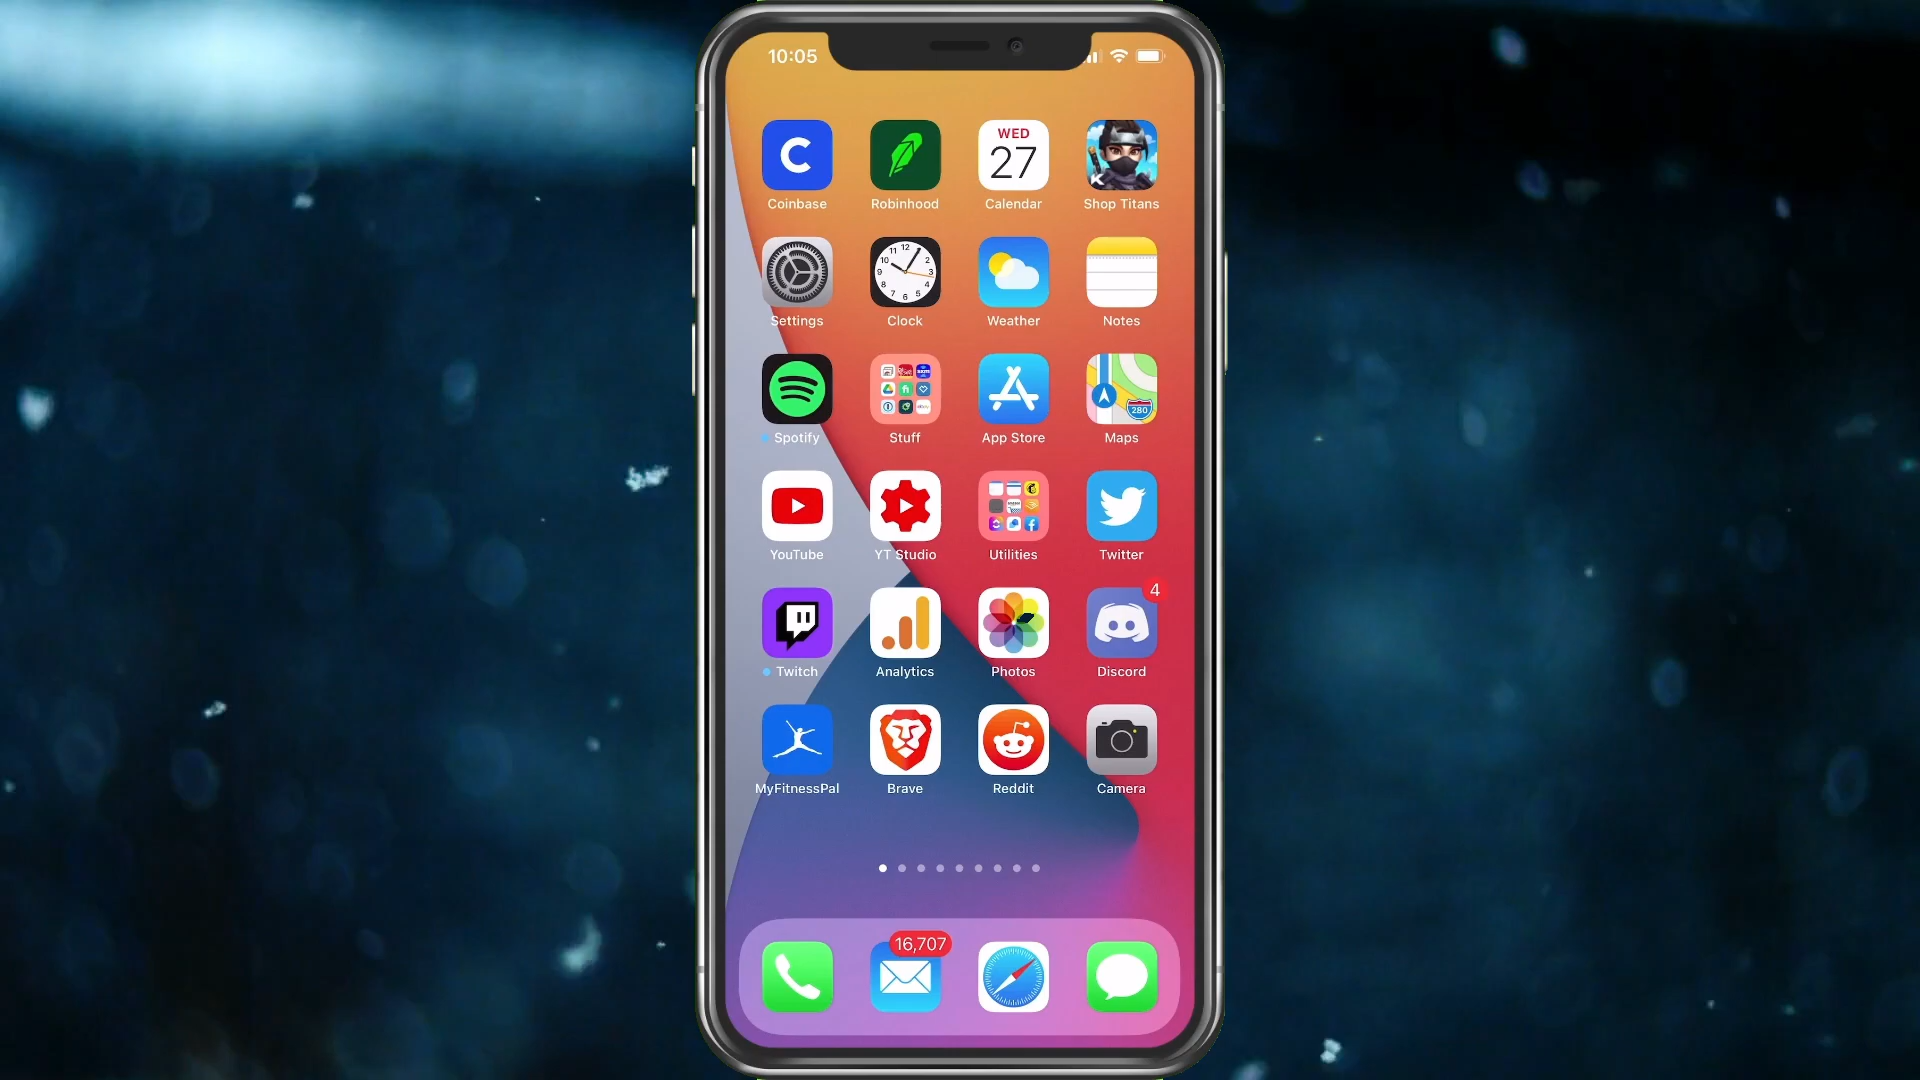 10:05
WED
27
Coinbase Robinhood Calendar Shop Titans
Settings Clock Weather Notes
280
Spotify Stuff App Store Maps
YouTube YT Studio Utilities Twitter
4
Twitch Analytics Photos Discord
MyFitnessPal Brave Reddit Camera
16,707